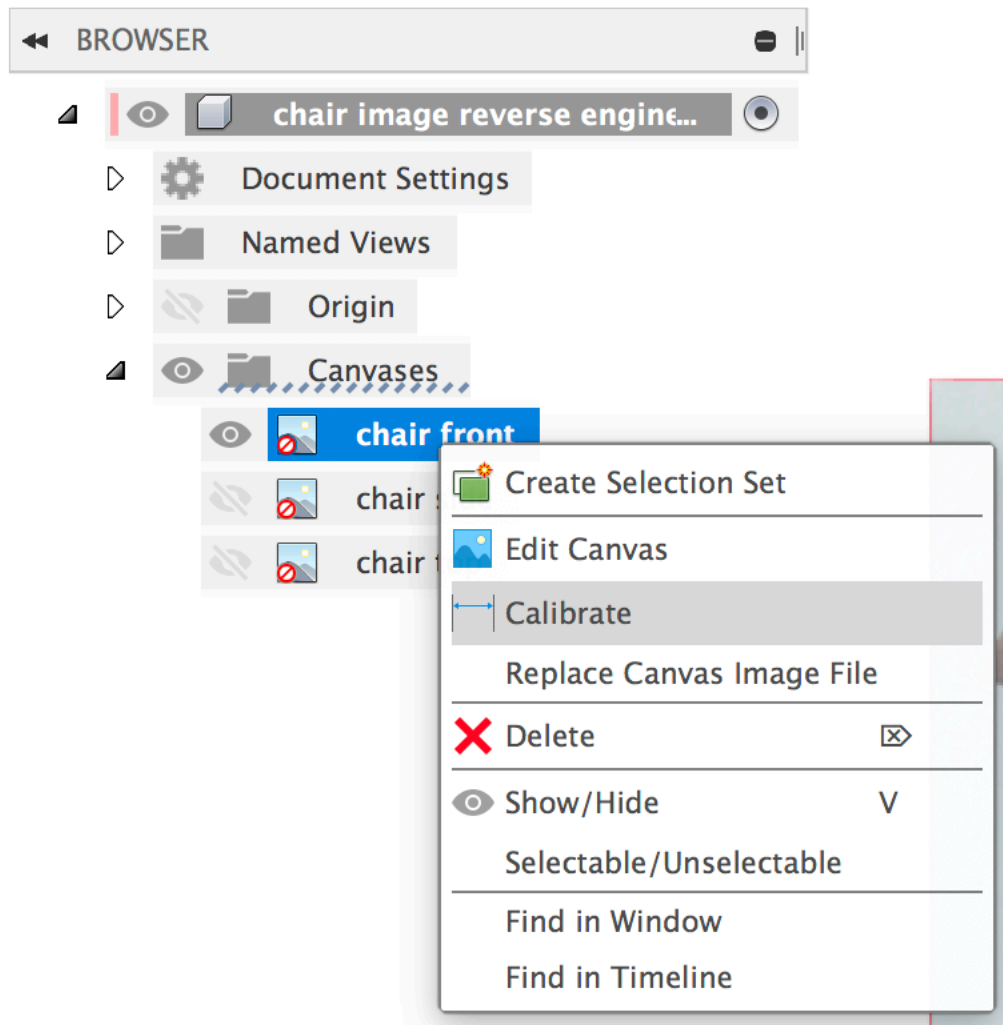 BROWSER
chair image reverse engine...
Document Settings
Named Views
Origin
Canvases
chair front
chair
chair
Create Selection Set
Edit Canvas
Calibrate
Replace Canvas Image File
Delete
Show/Hide V
Selectable/Unselectable
Find in Window
Find in Timeline